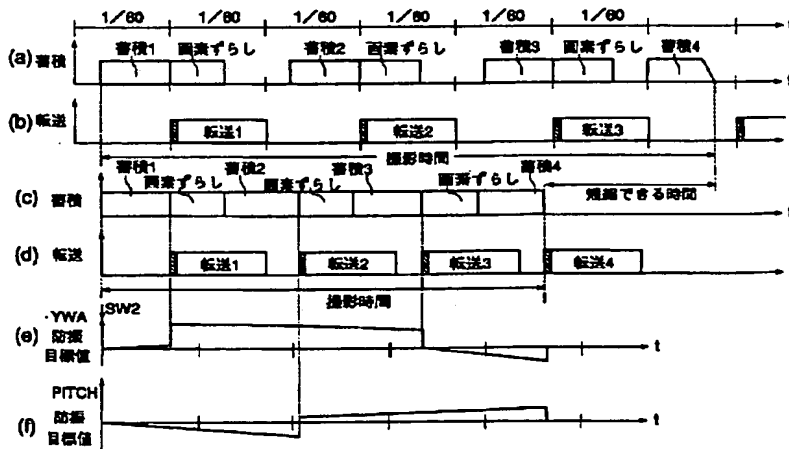 1/60 1/60 1/60 1/60 1/60 1/60 1/60 t
蓄積1 画素ずらし 蓄積2 画素ずらし 蓄積3 画素ずらし 蓄積4
(a) 蓄積 t
(b) 転送 転送1 転送2 転送3 t
撮影時間
蓄積1 画素ずらし 蓄積2 画素ずらし 蓄積3 画素ずらし 蓄積4
短縮できる時間
(c) 蓄積 t
(d) 転送 転送1 転送2 転送3 転送4
撮影時間
SW2
・YWA
(e) 防振 t
目標値
PITCH
(f) 防振 t
目標値